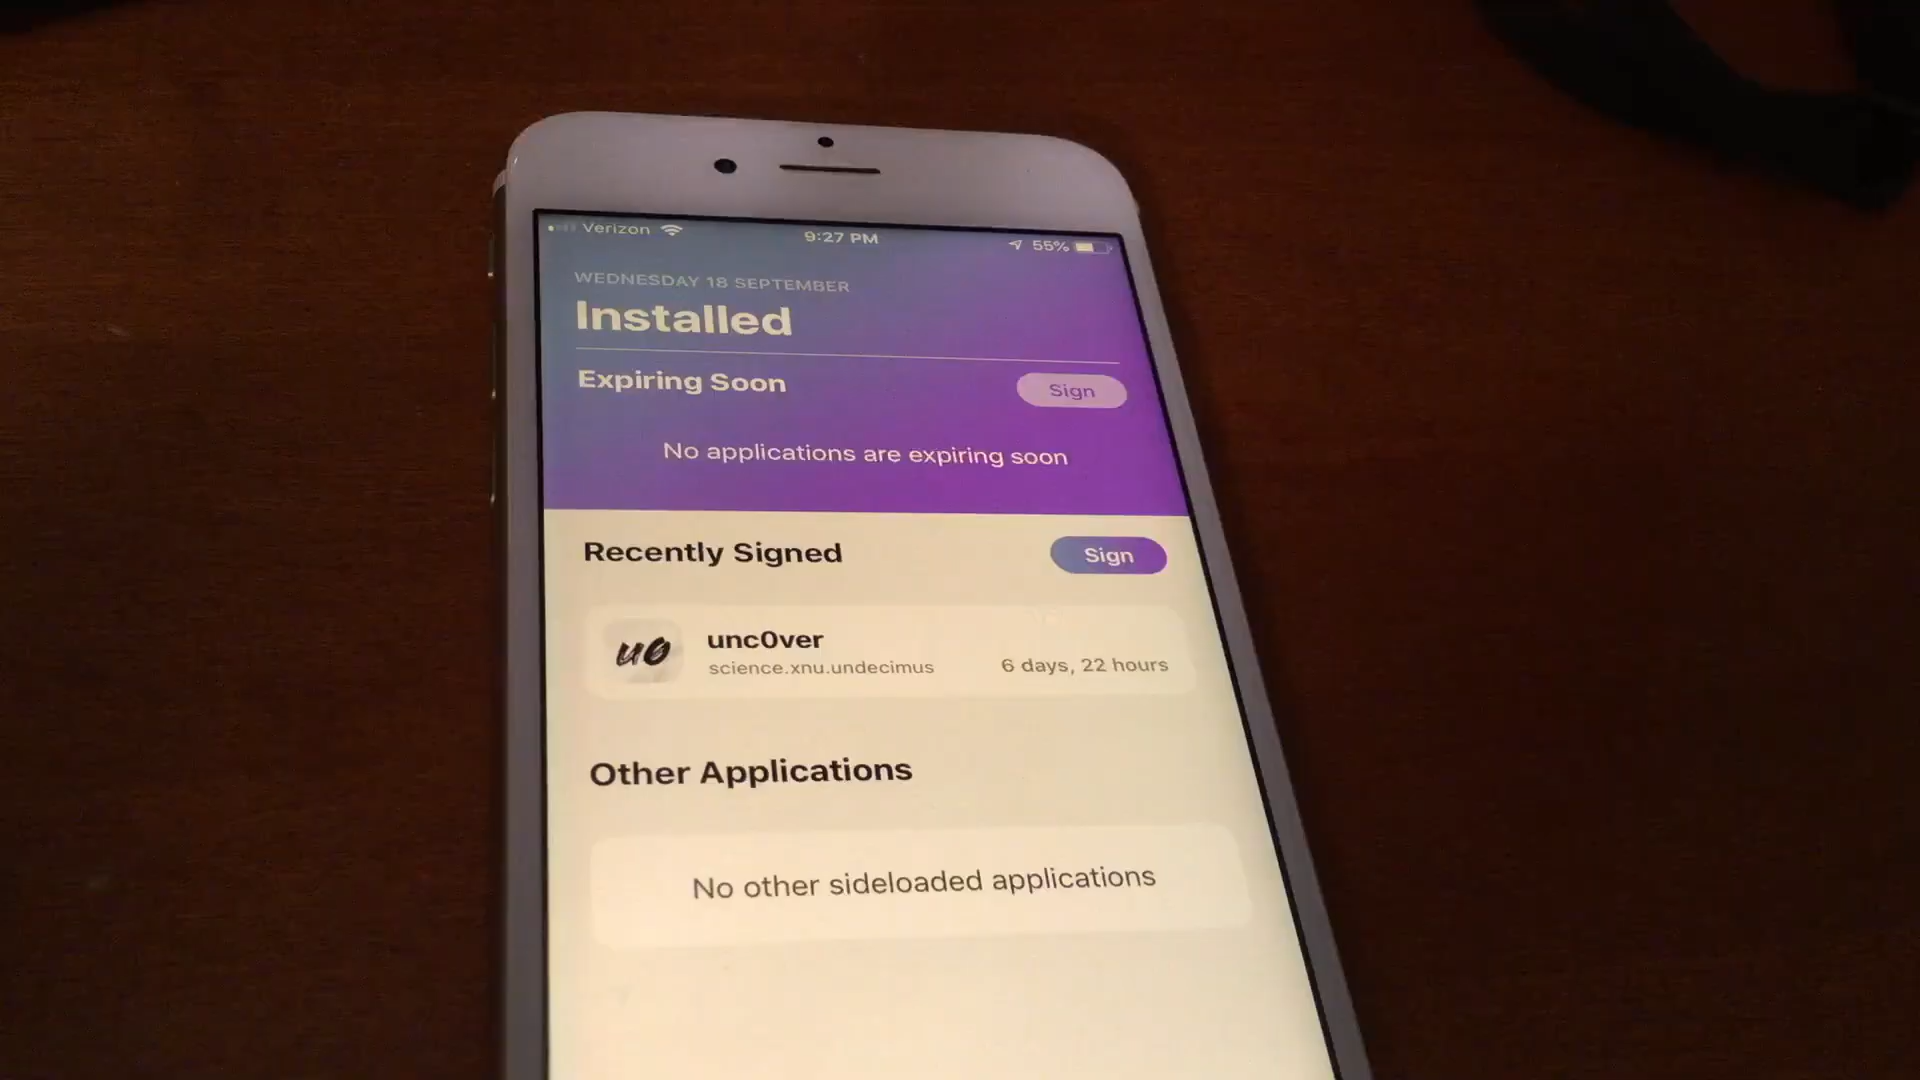 Verizon 9:27 PM 55%
WEDNESDAY 18 SEPTEMBER
Installed
Expiring Soon Sign
No applications are expiring soon
Recently Signed Sign
u0 unc0ver
science.xnu.undecimus 6 days, 22 hours
Other Applications
No other sideloaded applications